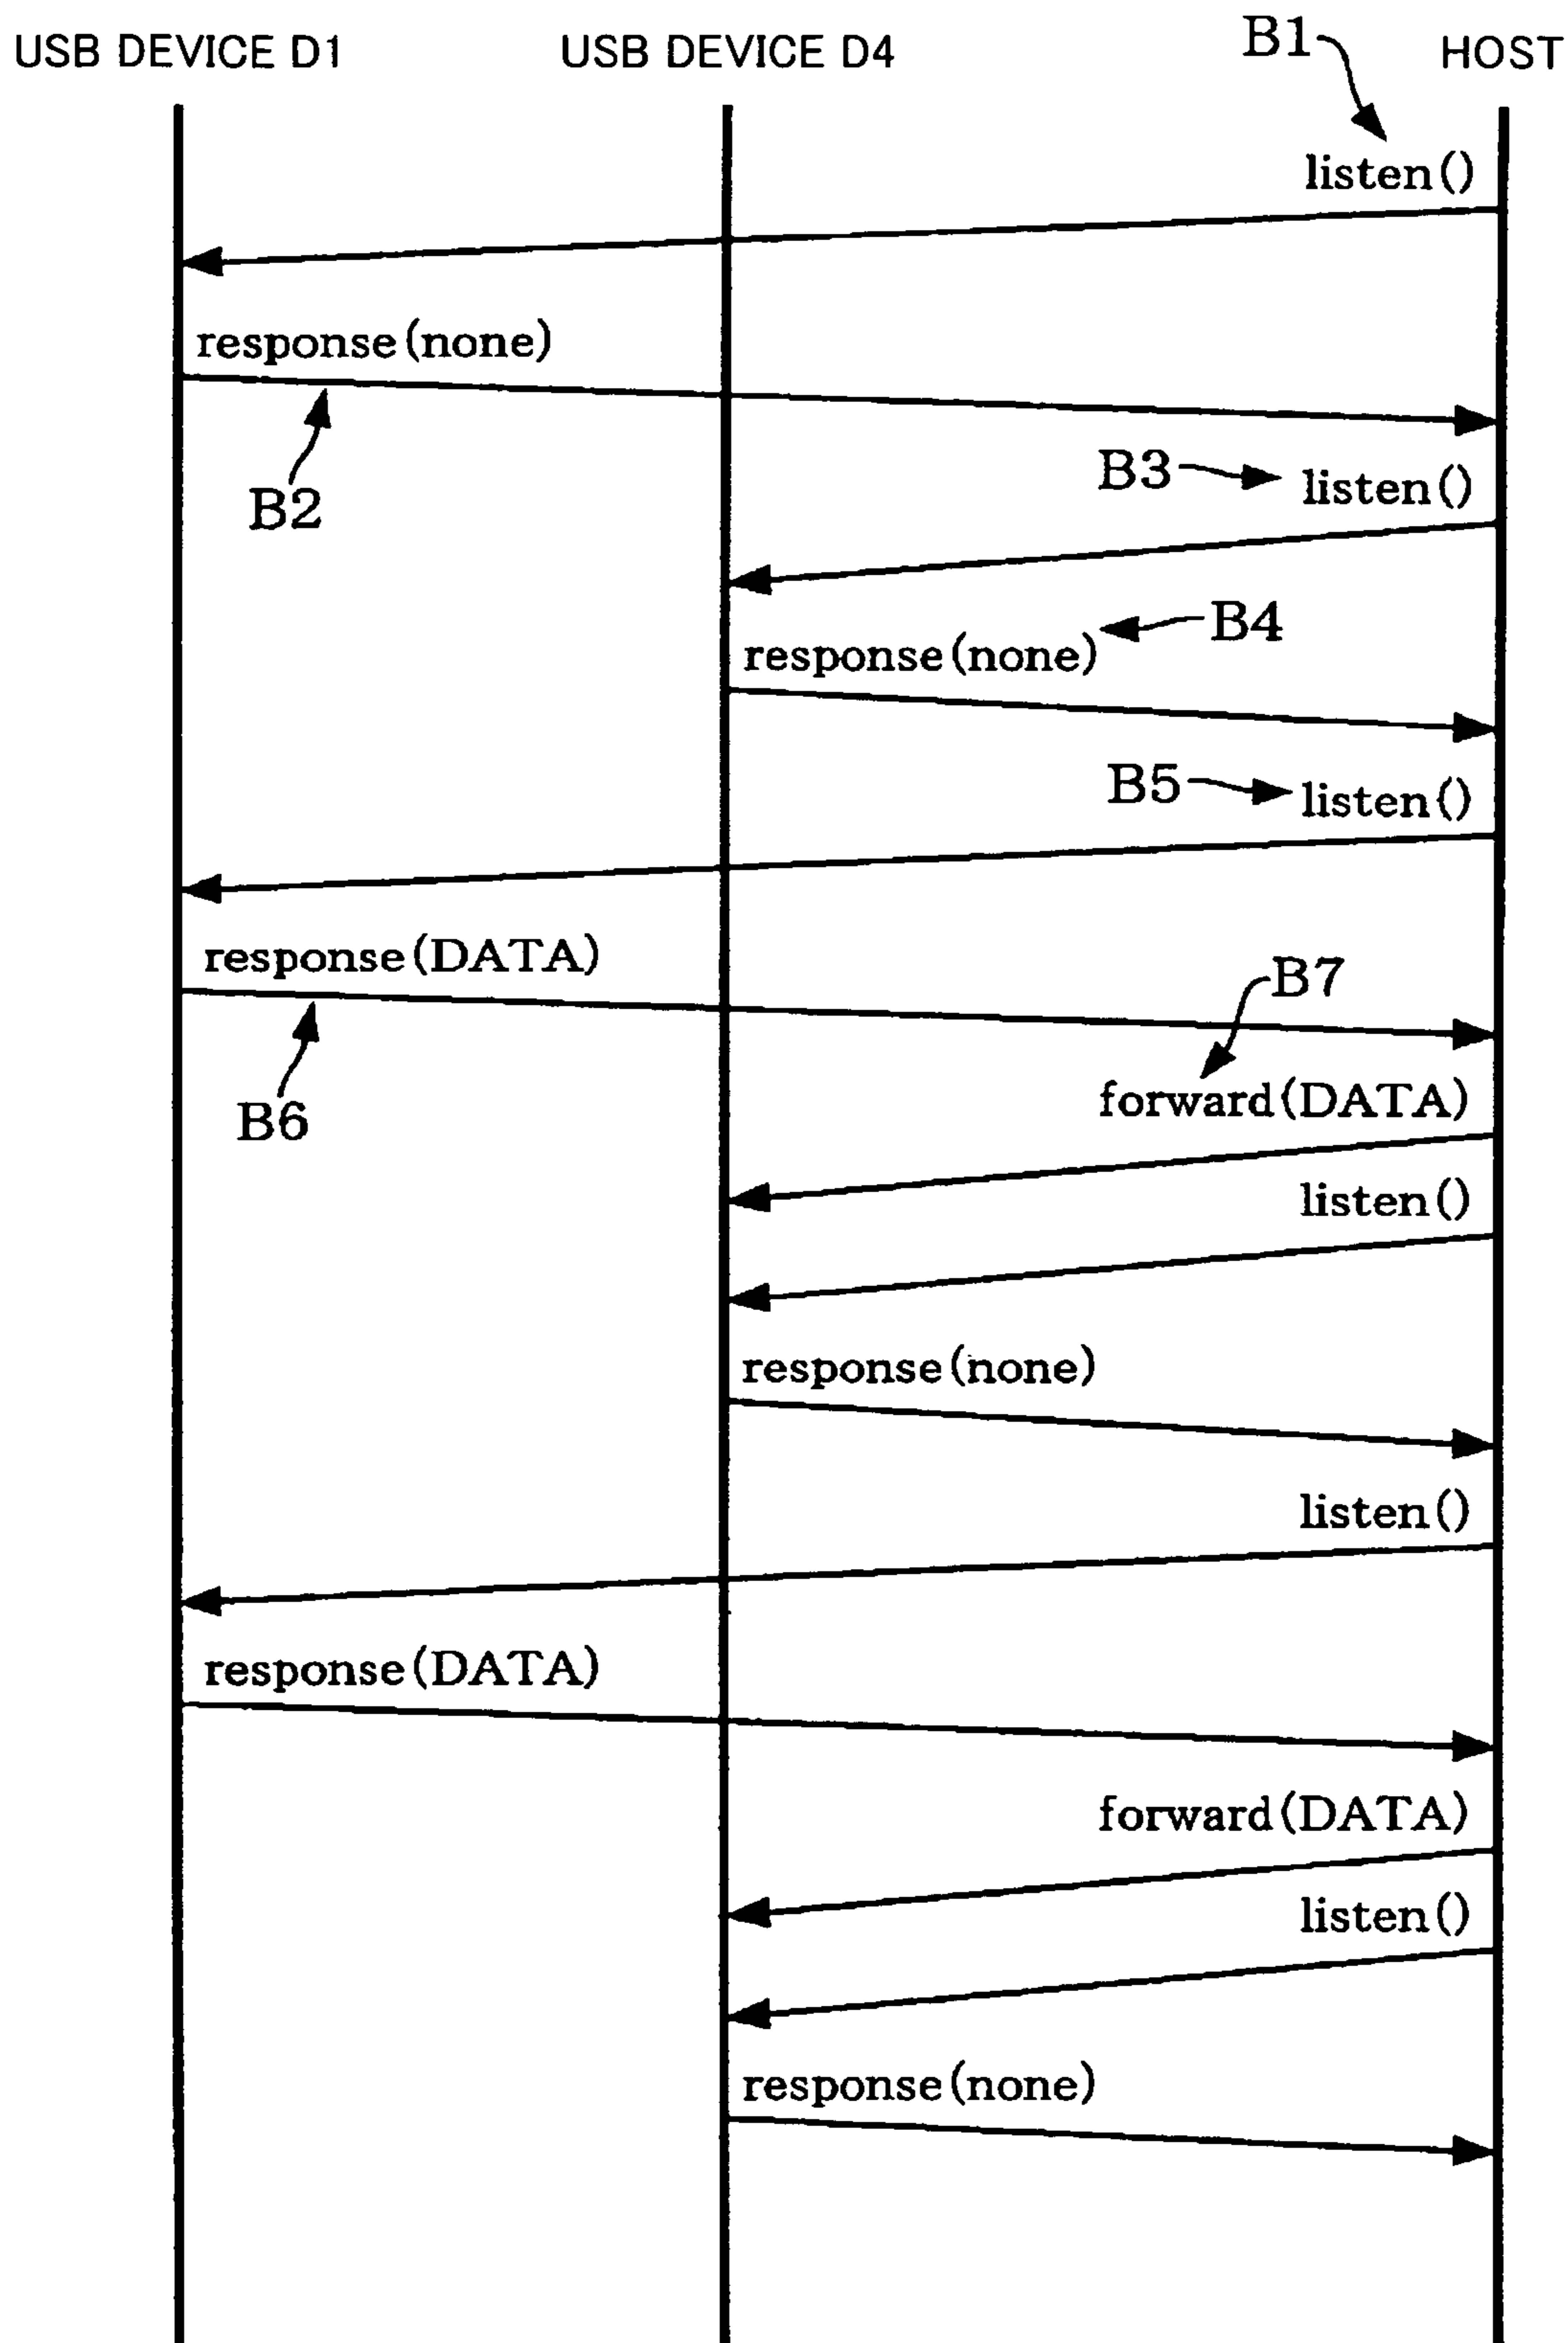 USB DEVICE D1 USB DEVICE D4 B1 HOST
listen()
response(none)
B2
B3 listen()
B4
response(none)
B5 listen()
response(DATA)
B7
B6
forward(DATA)
listen()
response(none)
listen()
response(DATA)
forward(DATA)
listen()
response(none)